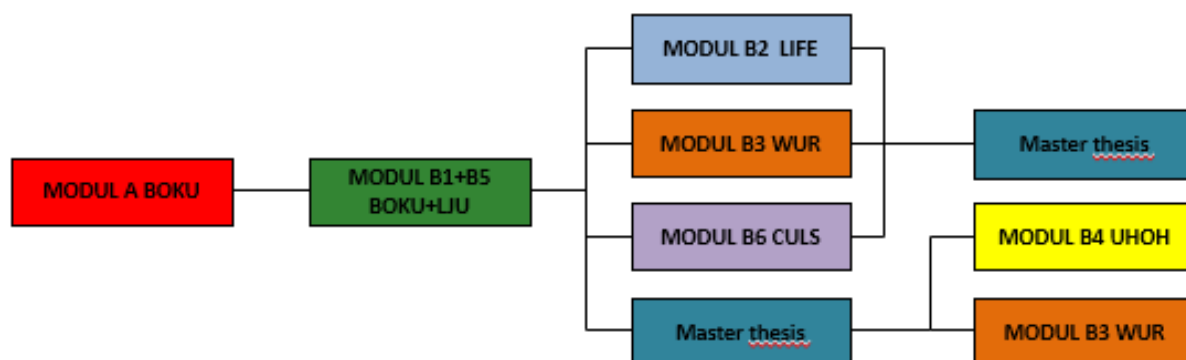 MODUL A BOKU
MODUL B1+B5
BOKU+LJU
MODUL B2 LIFE
MODUL B3 WUR
MODUL B6 CULS
Master thesis
Master thesis
MODUL B4 UHOH
MODUL B3 WUR